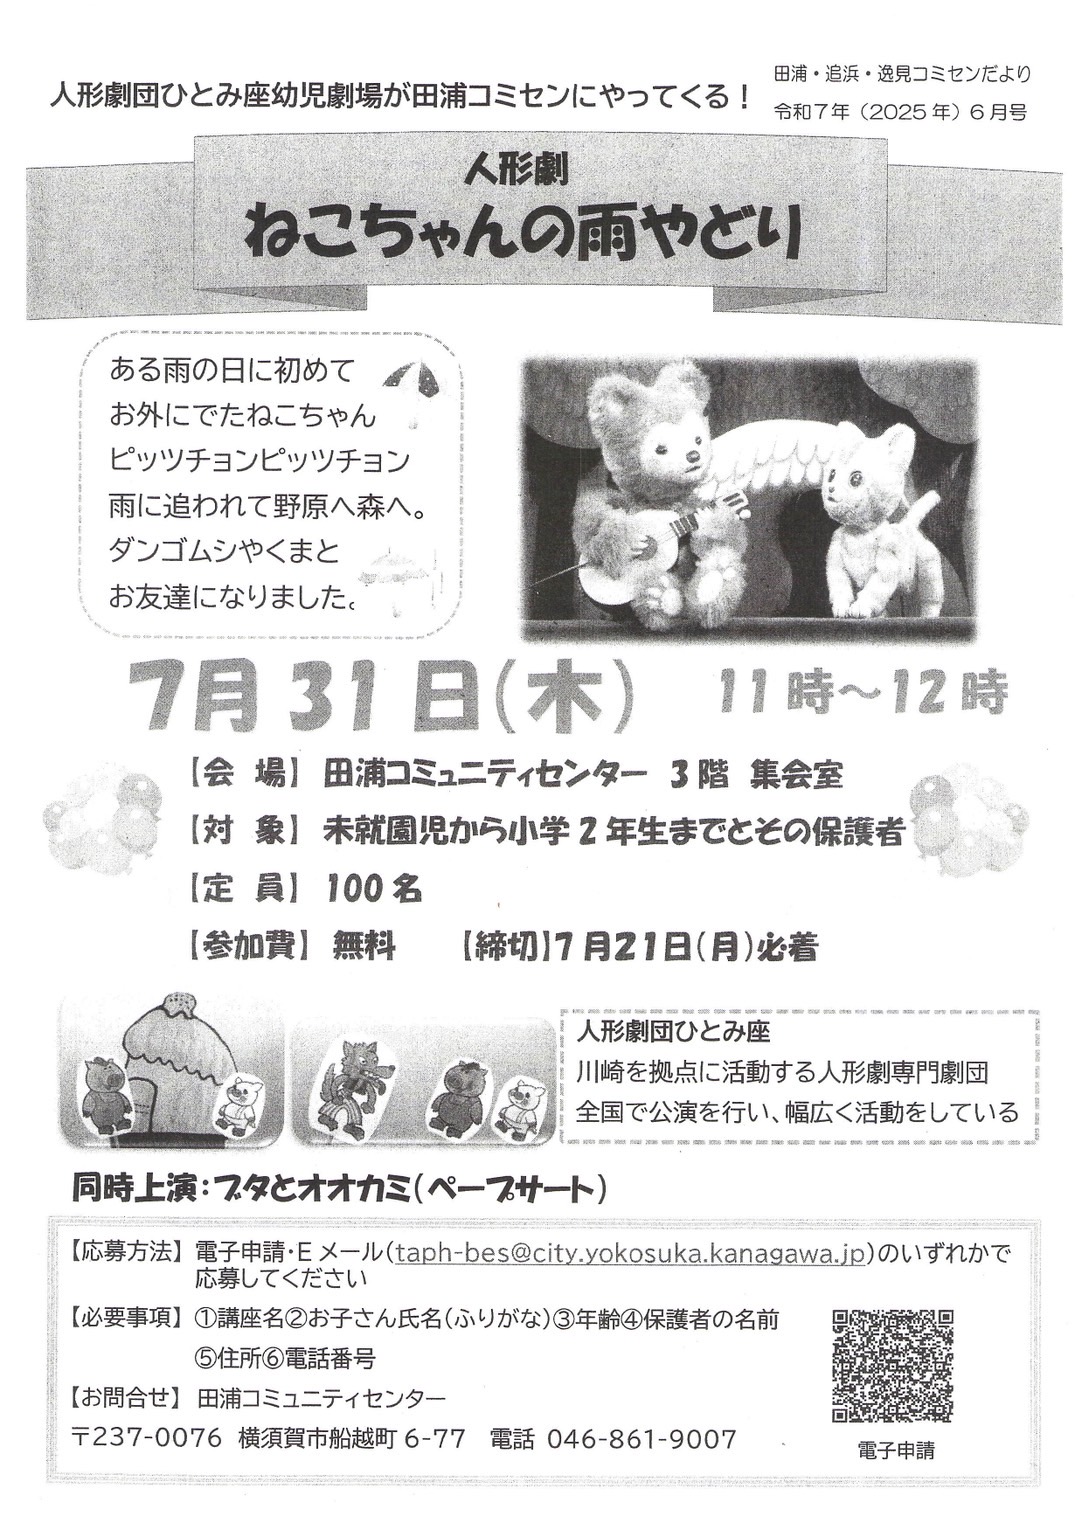 人形劇団ひとみ座幼児劇場が田浦コミセンにやってくる！
田浦・追浜・逸見コミセンだより
令和７年（2025 年）６月号
人形劇
ねこちゃんの雨やどり
ある雨の日に初めて
お外にでたねこちゃん
ピッツチョンピッツチョン
雨に追われて野原へ森へ。
ダンゴムシやくまと
お友達になりました。
7月31日(木) 11時～12時
【会 場】 田浦コミュニティセンター 3階 集会室
【対 象】 未就園児から小学２年生までとその保護者
【定 員】 100名
【参加費】 無料 【締切】7月21日(月)必着
人形劇団ひとみ座
川崎を拠点に活動する人形劇専門劇団
全国で公演を行い、幅広く活動をしている
同時上演：ブタとオオカミ(ペープサート)
【応募方法】電子申請・Eメール(taph-bes@city.yokosuka.kanagawa.jp)のいずれかで
応募してください
【必要事項】①講座名②お子さん氏名(ふりがな)③年齢④保護者の名前
⑤住所⑥電話番号
【お問合せ】田浦コミュニティセンター
〒237-0076 横須賀市船越町 6-77 電話 046-861-9007
電子申請